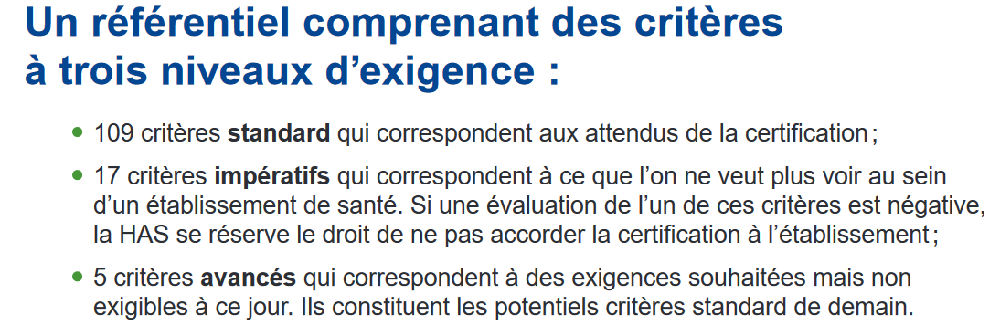 Un référentiel comprenant des critères
à trois niveaux d’exigence :
• 109 critères standard qui correspondent aux attendus de la certification ;
• 17 critères impératifs qui correspondent à ce que l’on ne veut plus voir au sein
d’un établissement de santé. Si une évaluation de l’un de ces critères est négative,
la HAS se réserve le droit de ne pas accorder la certification à l’établissement ;
• 5 critères avancés qui correspondent à des exigences souhaitées mais non
exigibles à ce jour. Ils constituent les potentiels critères standard de demain.